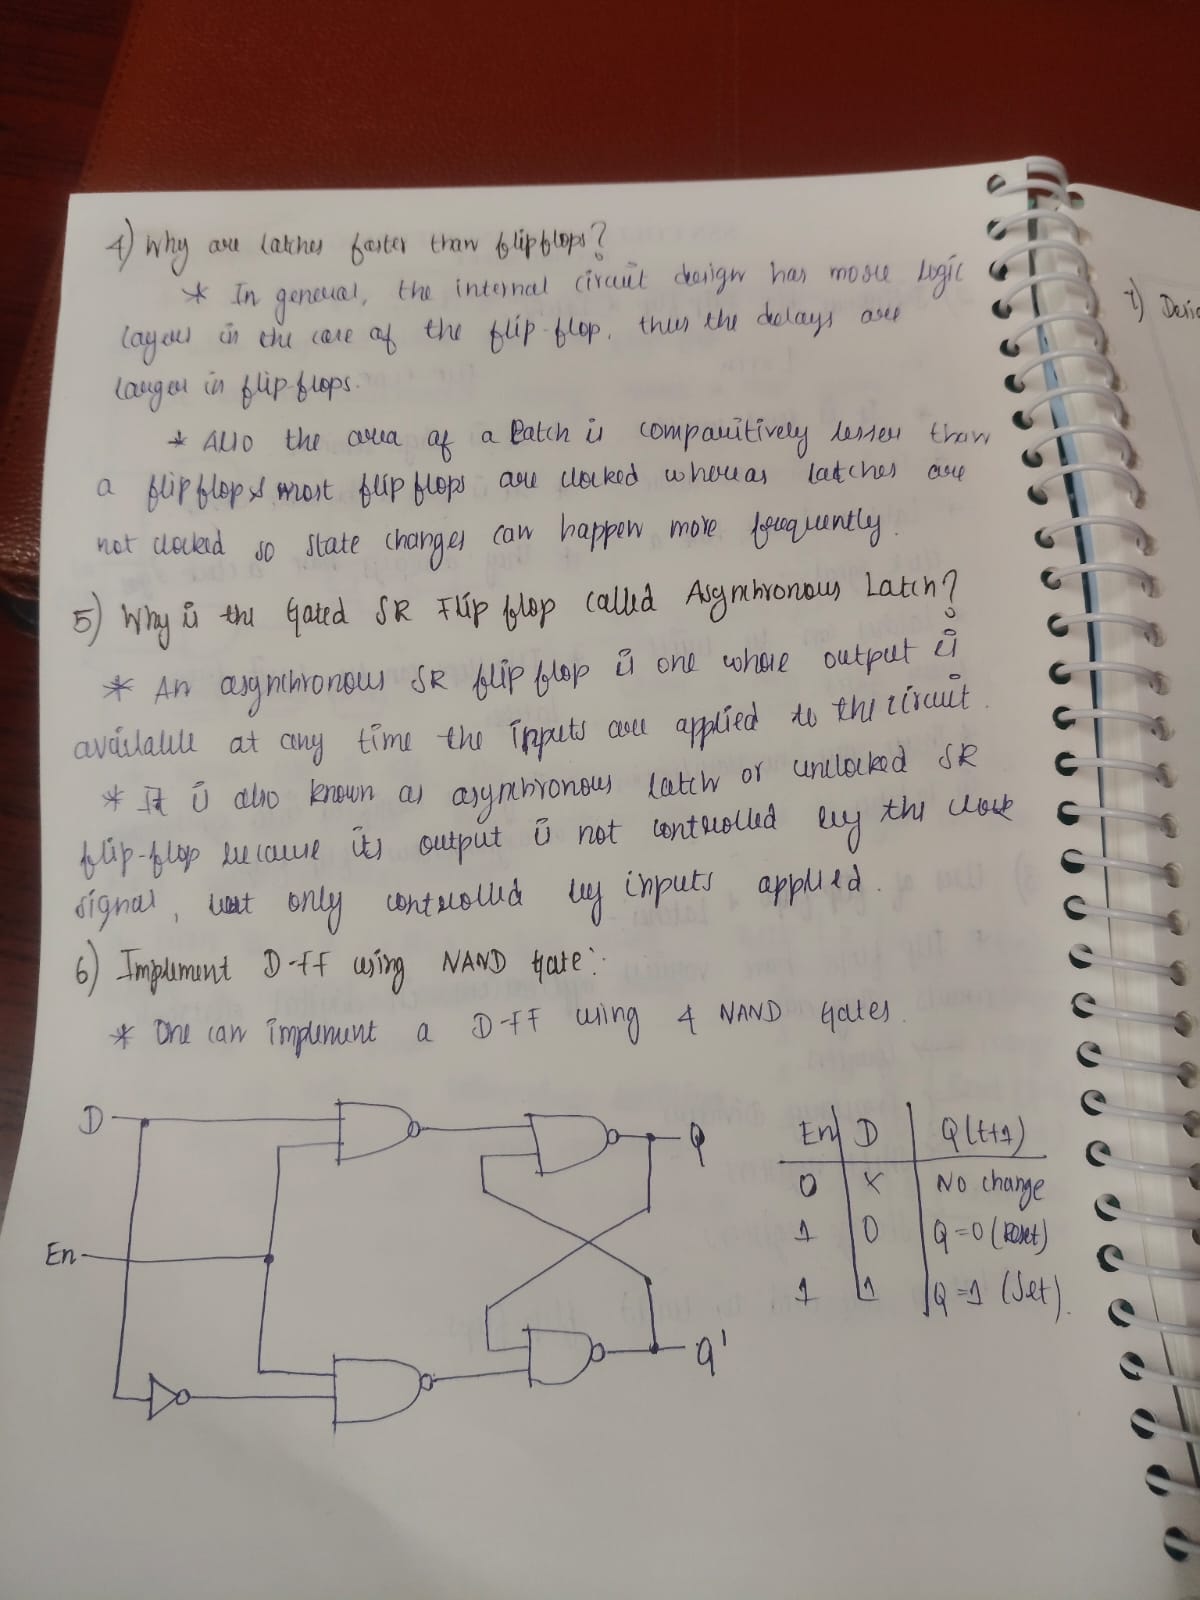 4) Why are latches faster than flipflops?
* In general, the internal circuit design has more logic
layers in the case of the flip-flop, thus the delays are
larger in flip-flops.
* Also the area of a Latch is comparitively lesser than
a flipflop & most flipflops are clocked whereas latches are
not clocked so state changes can happen more frequently.
5) Why is the Gated SR Flip flop called Asynchronous Latch?
* An asynchronous SR flip flop is one whose output is
available at any time the inputs are applied to the circuit.
* It is also known as asynchronous latch or unclocked SR
flip-flop because its output is not controlled by the clock
signal, but only controlled by inputs applied.
6) Implement D-FF using NAND Gate:-
* One can implement a D-FF using 4 NAND Gates.
D
Q
En
Q'
En D Q(t+1)
0 X No change
1 0 Q=0 (Reset)
1 1 Q=1 (Set).
7)